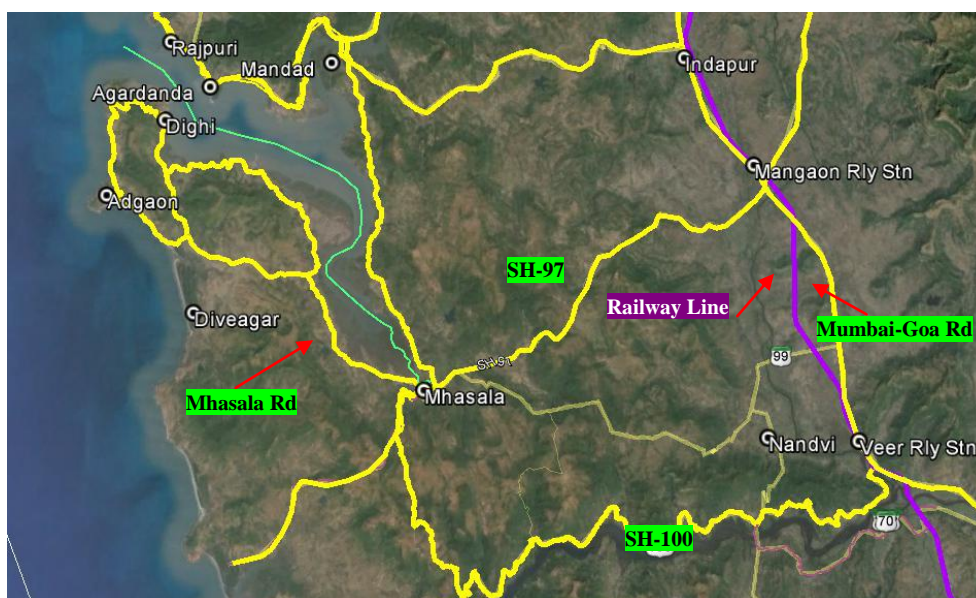 Rajpuri
Mandad
Indapur
Agardanda
Dighi
Mangaon Rly Stn
Adgaon
SH-97
Railway Line
Diveagar
Mumbai-Goa Rd
99
SH 97
Mhasala Rd
Mhasala
Nandvi
Veer Rly Stn
70
SH-100